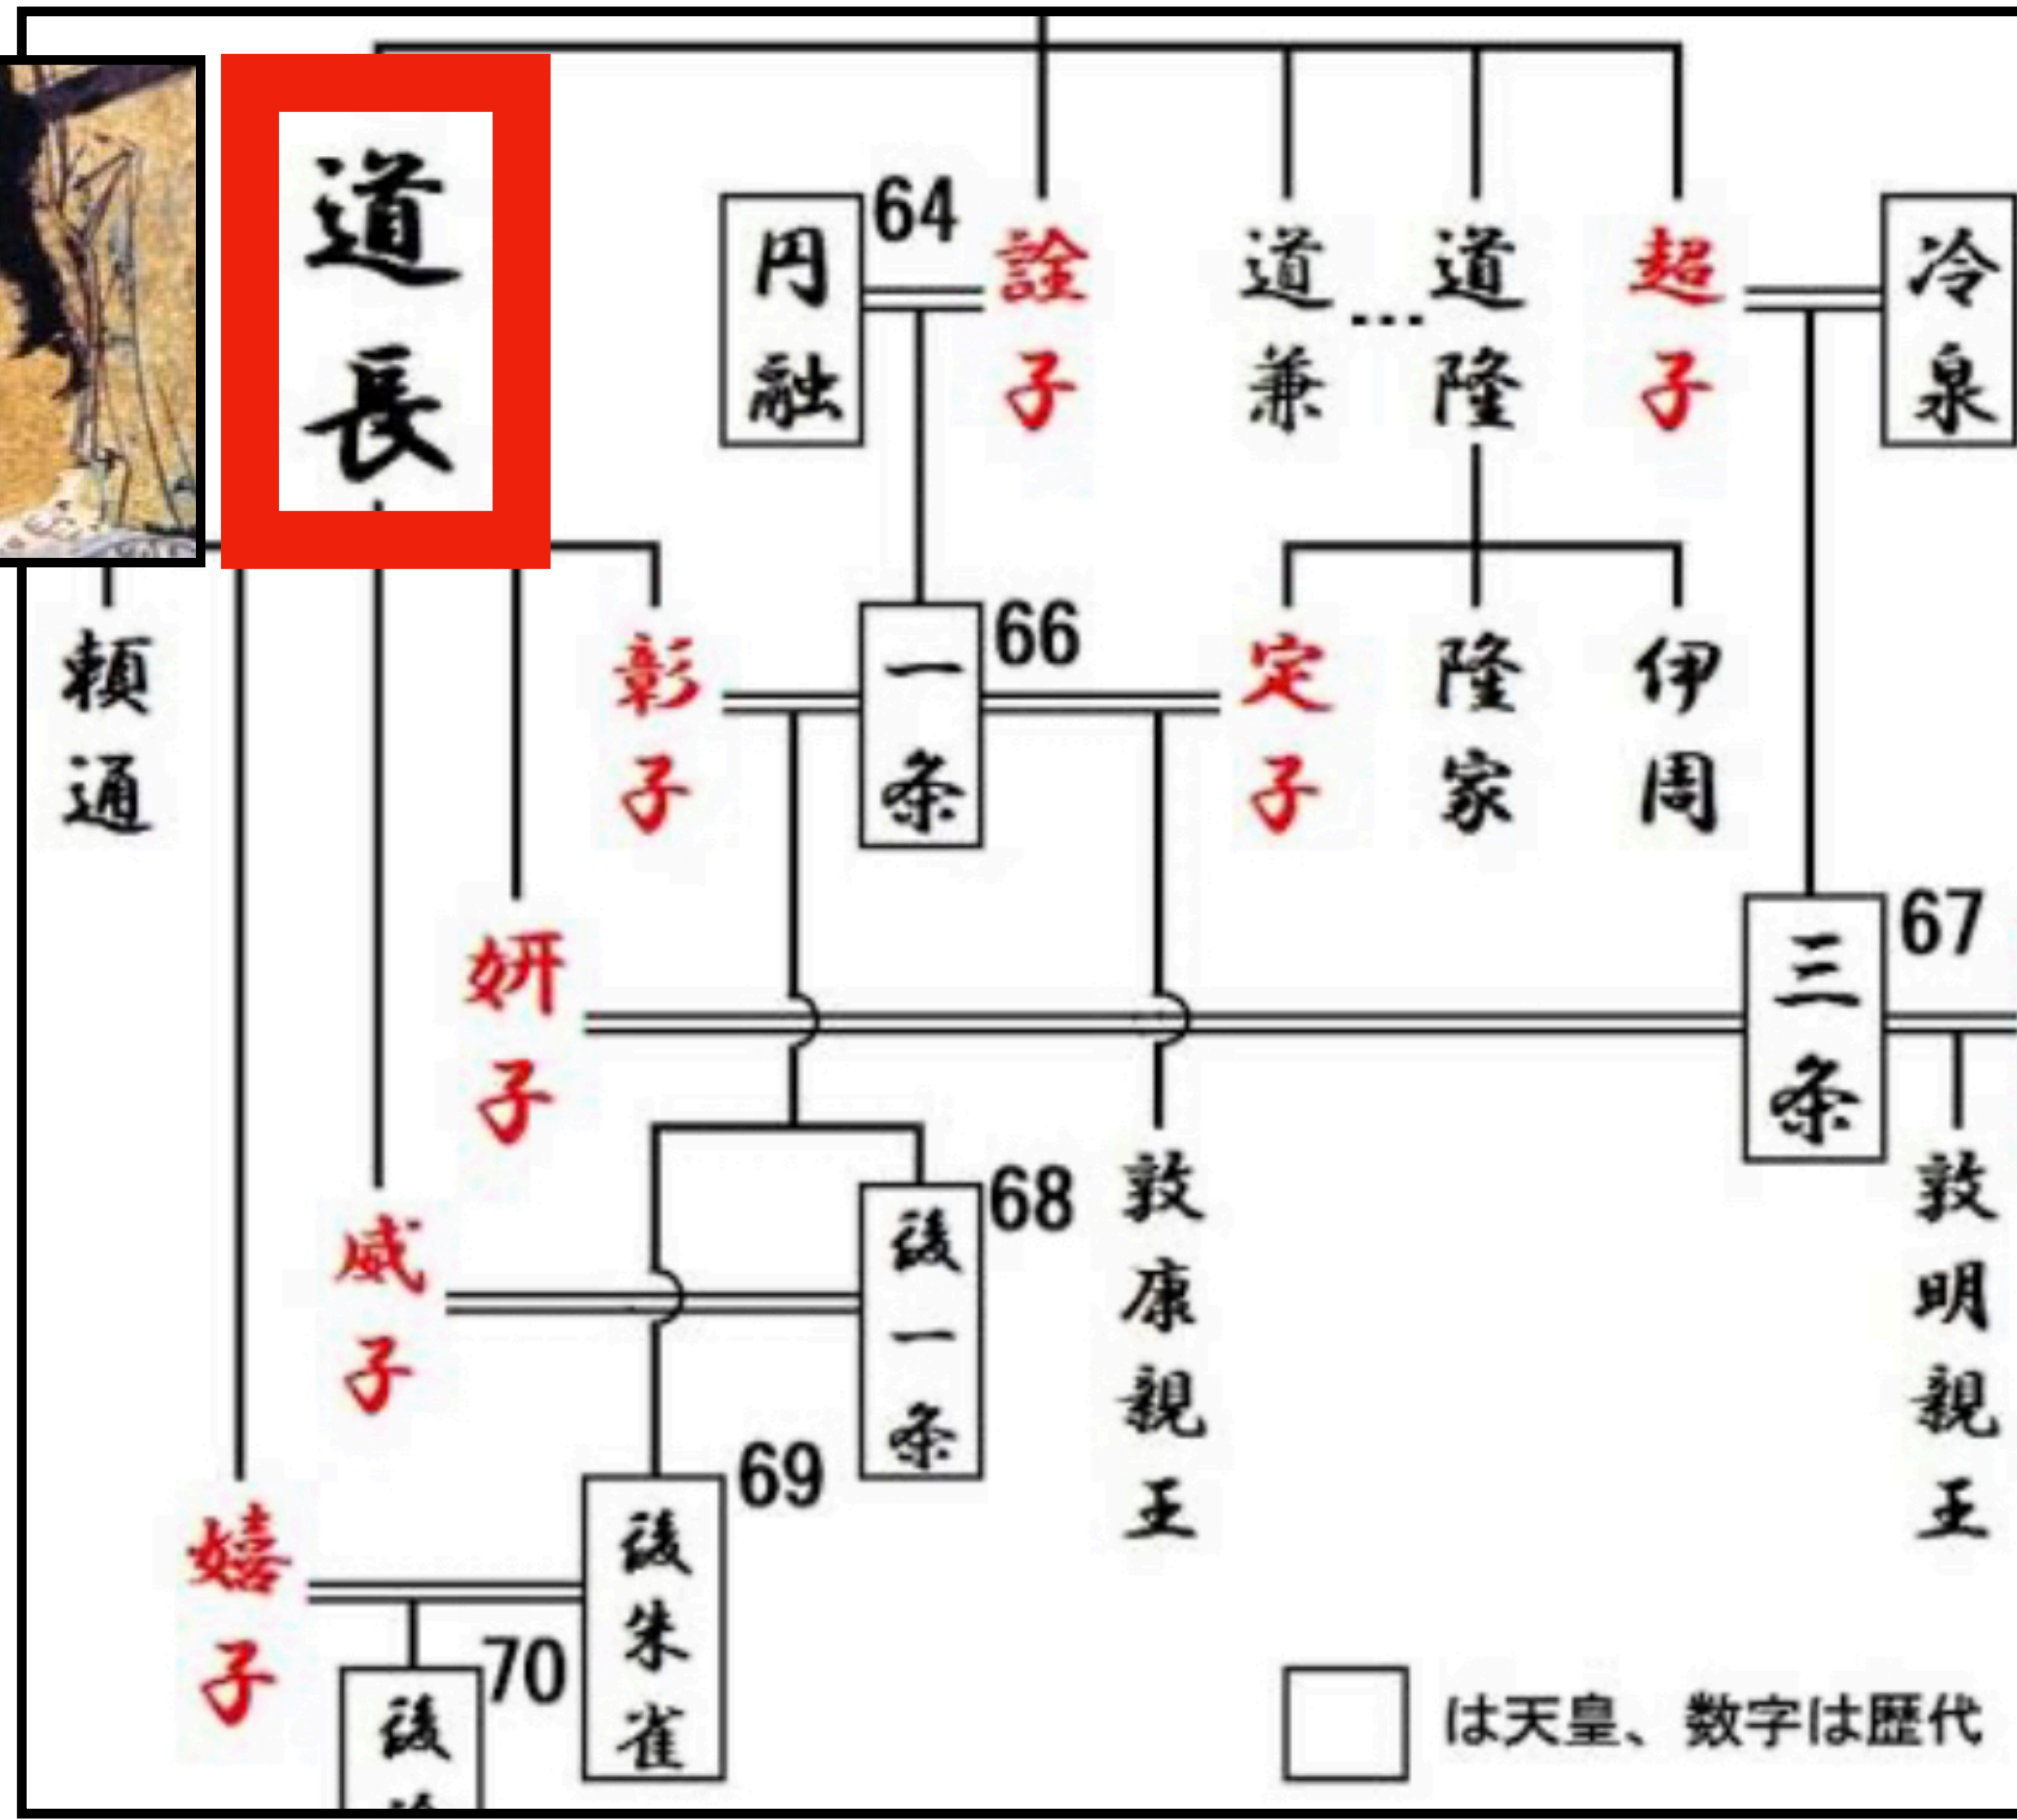 道長
円融
64
詮子
道兼
…
道隆
超子
冷泉
頼通
彰子
一条
66
定子
隆家
伊周
妍子
三条
67
威子
後一条
68
敦康親王
敦明親王
嬉子
後朱雀
69
後
70
は天皇、数字は歴代